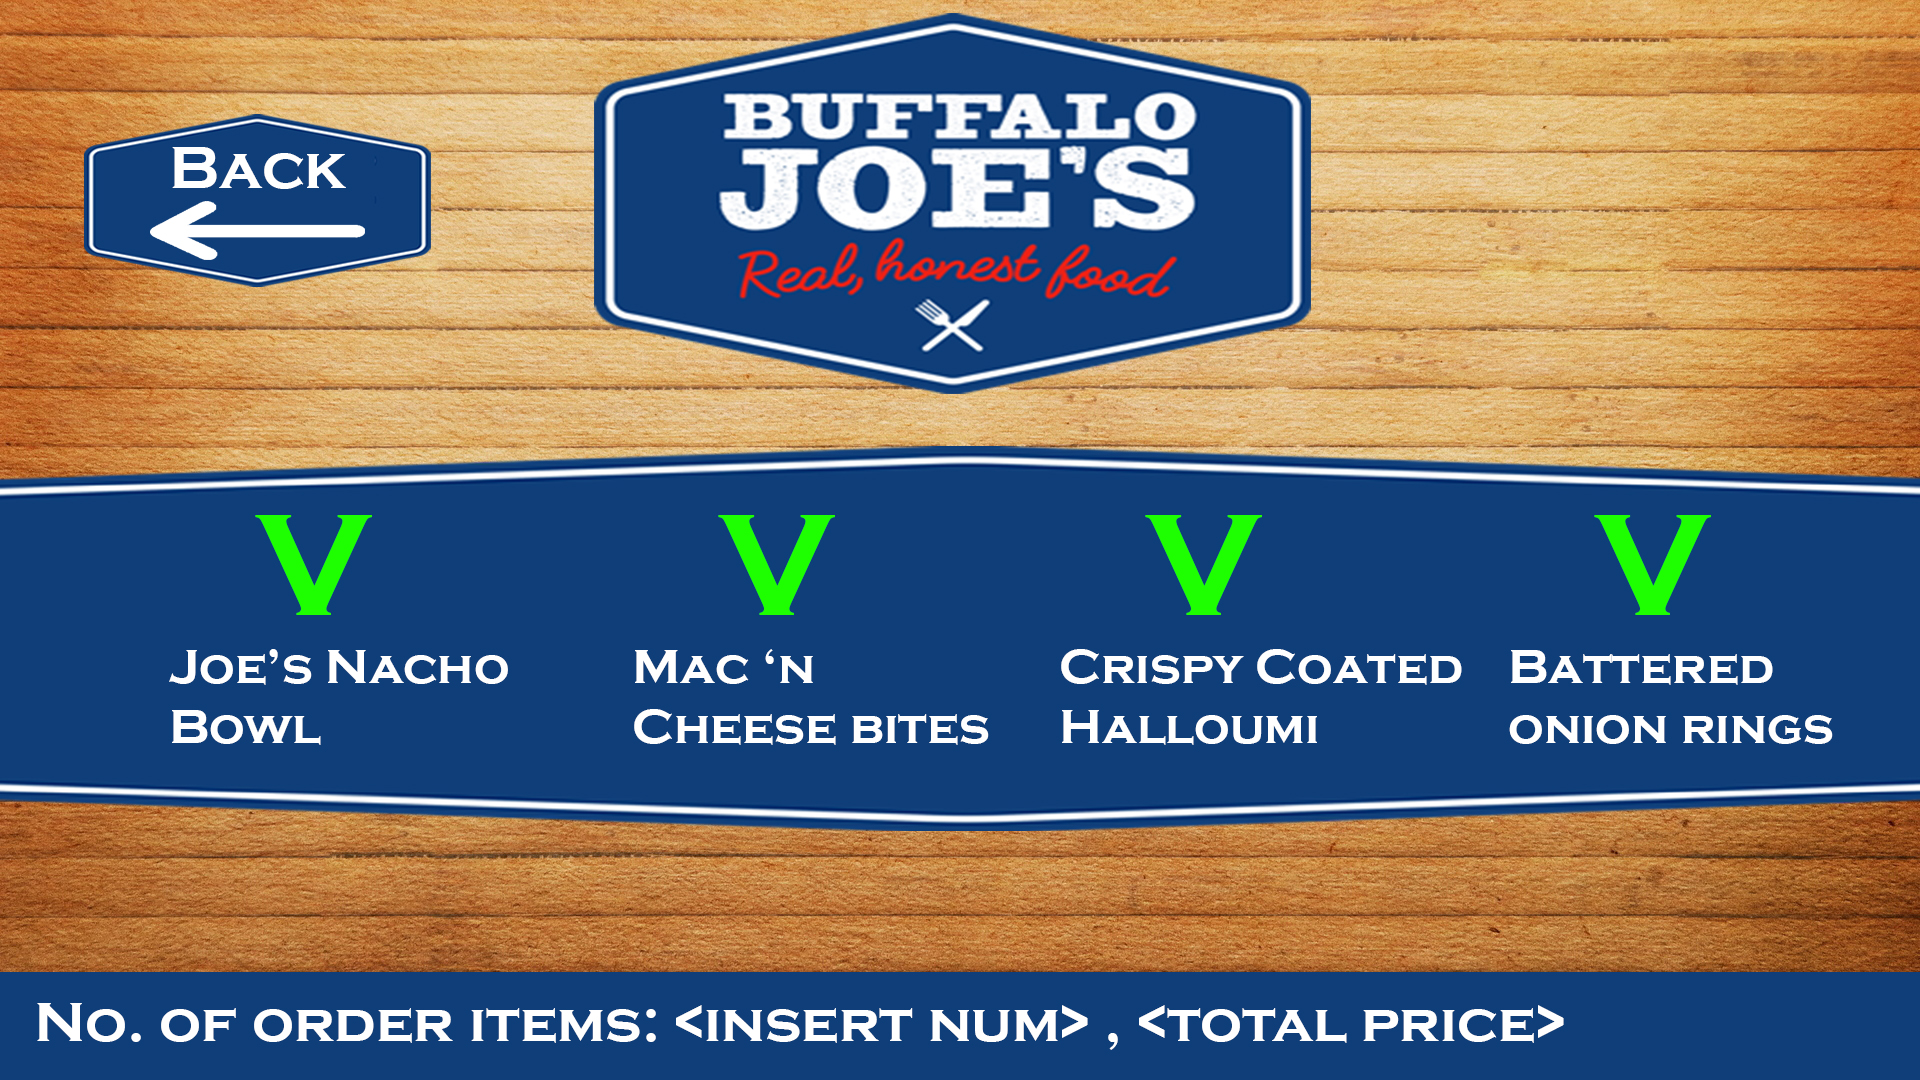 BACK
BUFFALO
JOE'S
Real, honest food
V
V
V
V
JOE’S NACHO
BOWL
MAC ‘N
CHEESE BITES
CRISPY COATED
HALLOUMI
BATTERED
ONION RINGS
NO. OF ORDER ITEMS: <INSERT NUM> , <TOTAL PRICE>